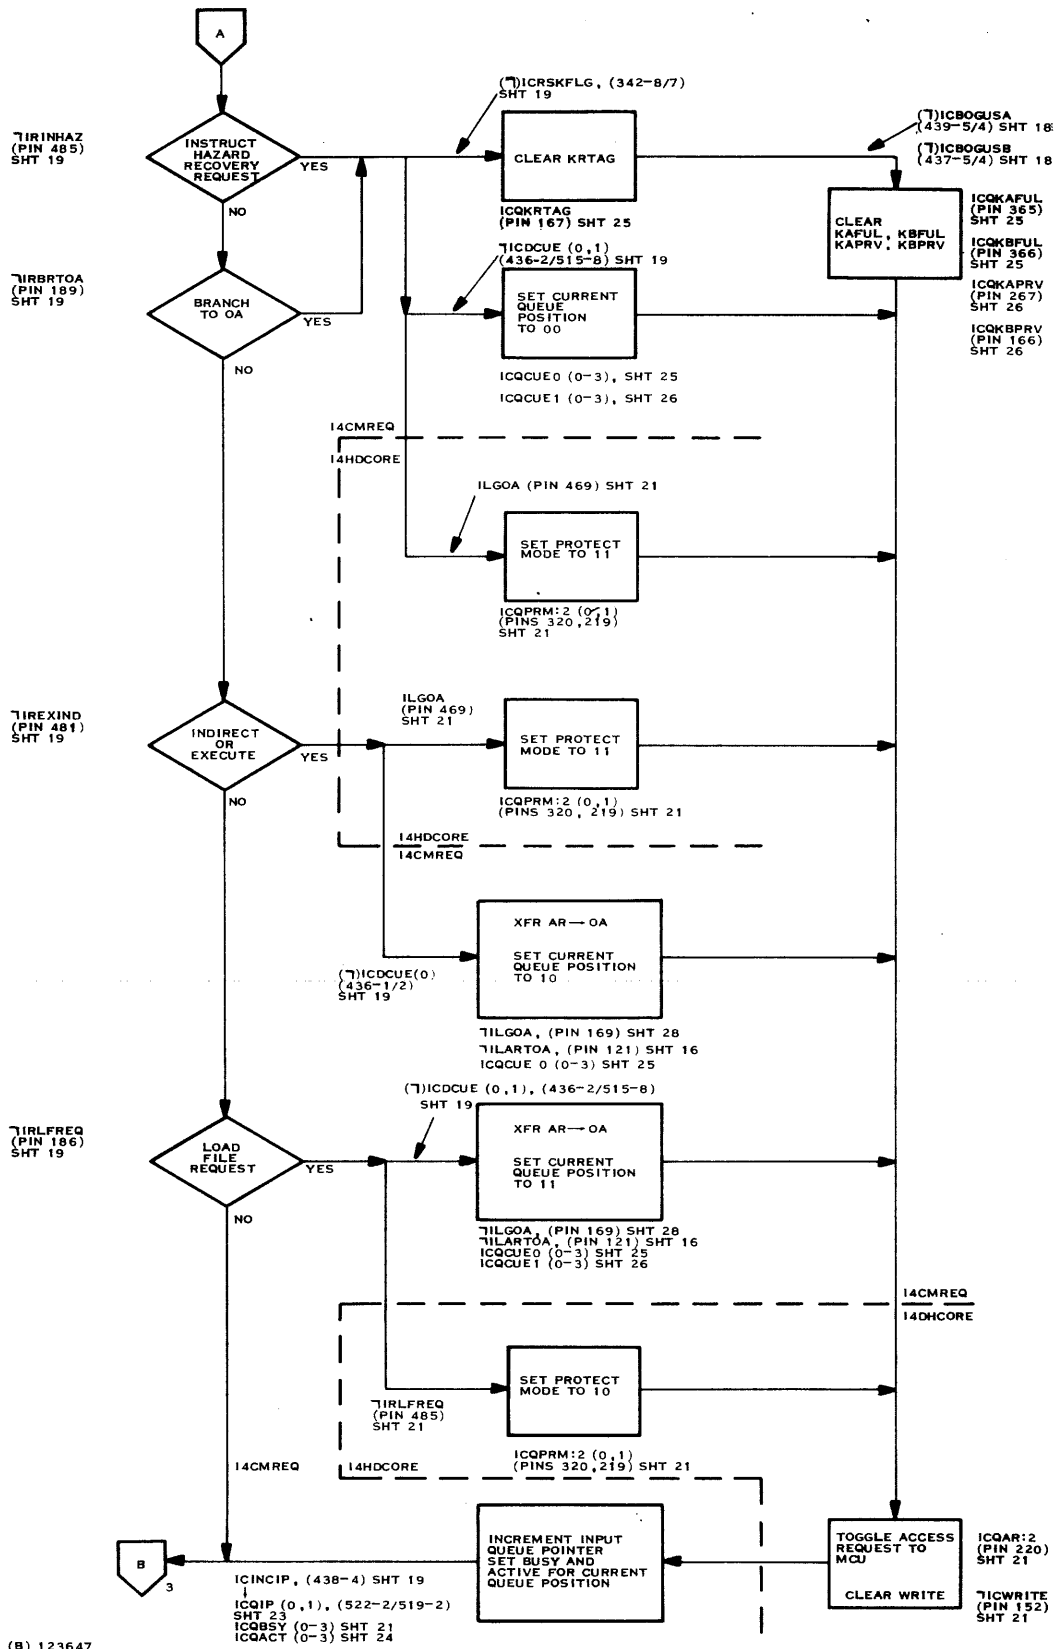 A
(¬)ICRSKFLG, (342-8/7)
SHT 19
¬IRINHAZ
(PIN 485)
SHT 19
INSTRUCT
HAZARD
RECOVERY
REQUEST
YES
NO
CLEAR KRTAG
ICQKRTAG
(PIN 167) SHT 25
(¬)ICBOGUSA
(439-5/4) SHT 18
(¬)ICBOGUSB
(437-5/4) SHT 18
CLEAR
KAFUL, KBFUL
KAPRV, KBPRV
ICQKAFUL
(PIN 365)
SHT 25
ICQKBFUL
(PIN 366)
SHT 25
ICQKAPRV
(PIN 267)
SHT 26
ICQKBPRV
(PIN 166)
SHT 26
¬IRBRTOA
(PIN 189)
SHT 19
BRANCH
TO OA
YES
NO
¬ICDCUE (0,1)
(436-2/515-8) SHT 19
SET CURRENT
QUEUE
POSITION
TO 00
ICQCUE0 (0-3), SHT 25
ICQCUE1 (0-3), SHT 26
I4CMREQ
I4HDCORE
ILGOA (PIN 469) SHT 21
SET PROTECT
MODE TO 11
ICQPRM:2 (0,1)
(PINS 320,219)
SHT 21
¬IREXIND
(PIN 481)
SHT 19
INDIRECT
OR
EXECUTE
YES
NO
ILGOA
(PIN 469)
SHT 21
SET PROTECT
MODE TO 11
ICQPRM:2 (0,1)
(PINS 320, 219) SHT 21
I4HDCORE
I4CMREQ
XFR AR→OA
SET CURRENT
QUEUE POSITION
TO 10
(¬)ICDCUE(0)
(436-1/2)
SHT 19
¬ILGOA, (PIN 169) SHT 28
¬ILARTOA, (PIN 121) SHT 16
ICQCUE 0 (0-3) SHT 25
(¬)ICDCUE (0,1), (436-2/515-8)
SHT 19
¬IRLFREQ
(PIN 186)
SHT 19
LOAD
FILE
REQUEST
YES
NO
XFR AR→OA
SET CURRENT
QUEUE POSITION
TO 11
¬ILGOA, (PIN 169) SHT 28
¬ILARTOA, (PIN 121) SHT 16
ICQCUE0 (0-3) SHT 25
ICQCUE1 (0-3) SHT 26
I4CMREQ
I4DHCORE
SET PROTECT
MODE TO 10
¬IRLFREQ
(PIN 485)
SHT 21
ICQPRM:2 (0,1)
(PINS 320,219) SHT 21
I4CMREQ
I4HDCORE
B
3
INCREMENT INPUT
QUEUE POINTER
SET BUSY AND
ACTIVE FOR CURRENT
QUEUE POSITION
TOGGLE ACCESS
REQUEST TO
MCU
CLEAR WRITE
ICQAR:2
(PIN 220)
SHT 21
¬ICWRITE
(PIN 152)
SHT 21
ICINCIP, (438-4) SHT 19
↓
ICQIP (0,1), (522-2/519-2)
SHT 23
ICQBSY (0-3) SHT 21
ICQACT (0-3) SHT 24
(B) 123647